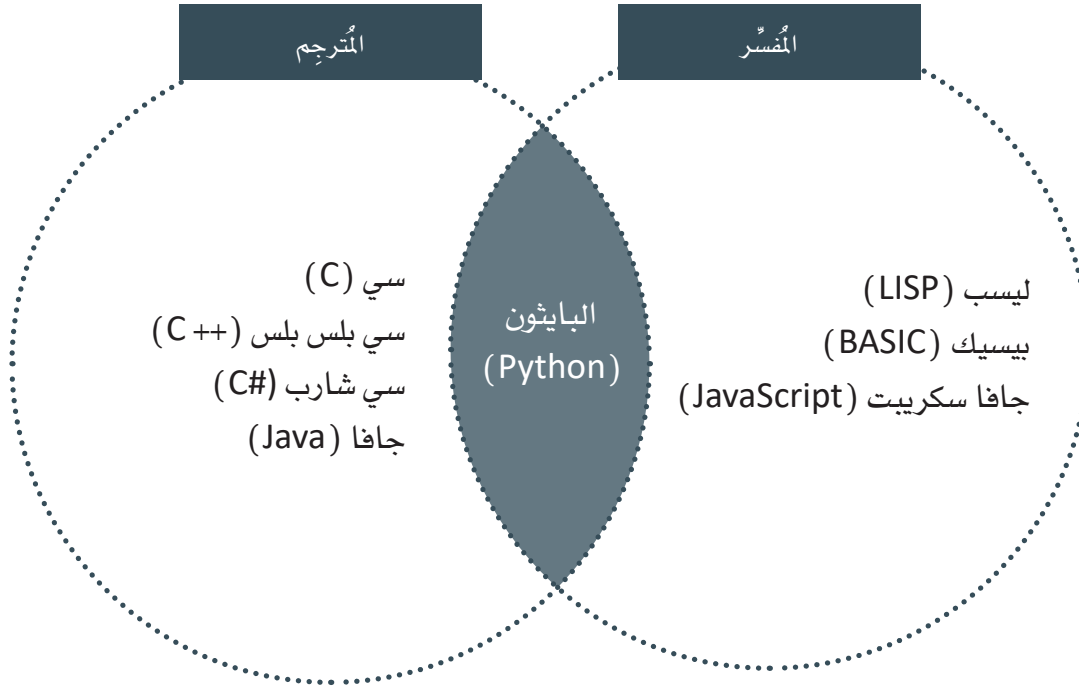 المُفسِّر
المُترجِم
ليسب (LISP)
بيسيك (BASIC)
جافا سكريبت (JavaScript)
البايثون
(Python)
سي (C)
سي بلس بلس (C ++)
سي شارب (C#)
جافا (Java)